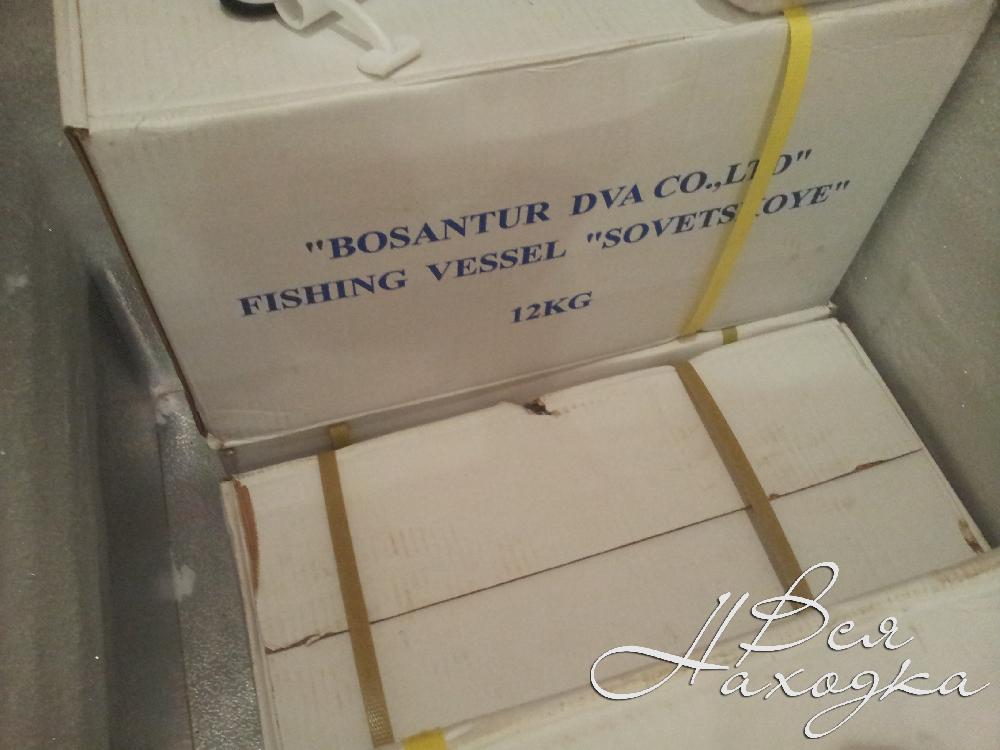 "BOSANTUR DVA CO.,LTD"
FISHING VESSEL "SOVETSKOYE"
12KG
Вся
Находка